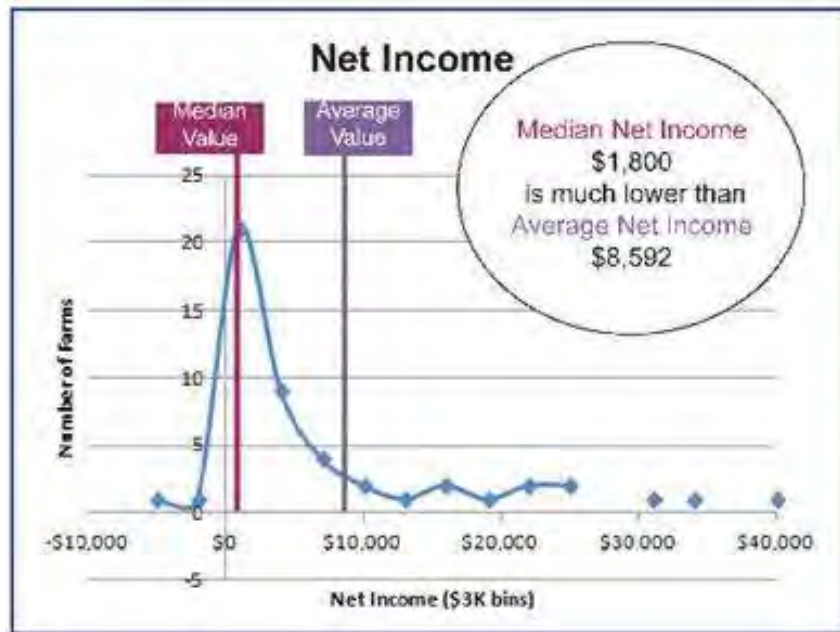 Net Income
Median
Value
Average
Value
Median Net Income
$1,800
is much lower than
Average Net Income
$8,592
25
20
15
10
5
0
-5
Number of Farms
-$10,000
$0
$10,000
$20,000
$30,000
$40,000
Net Income ($3K bins)